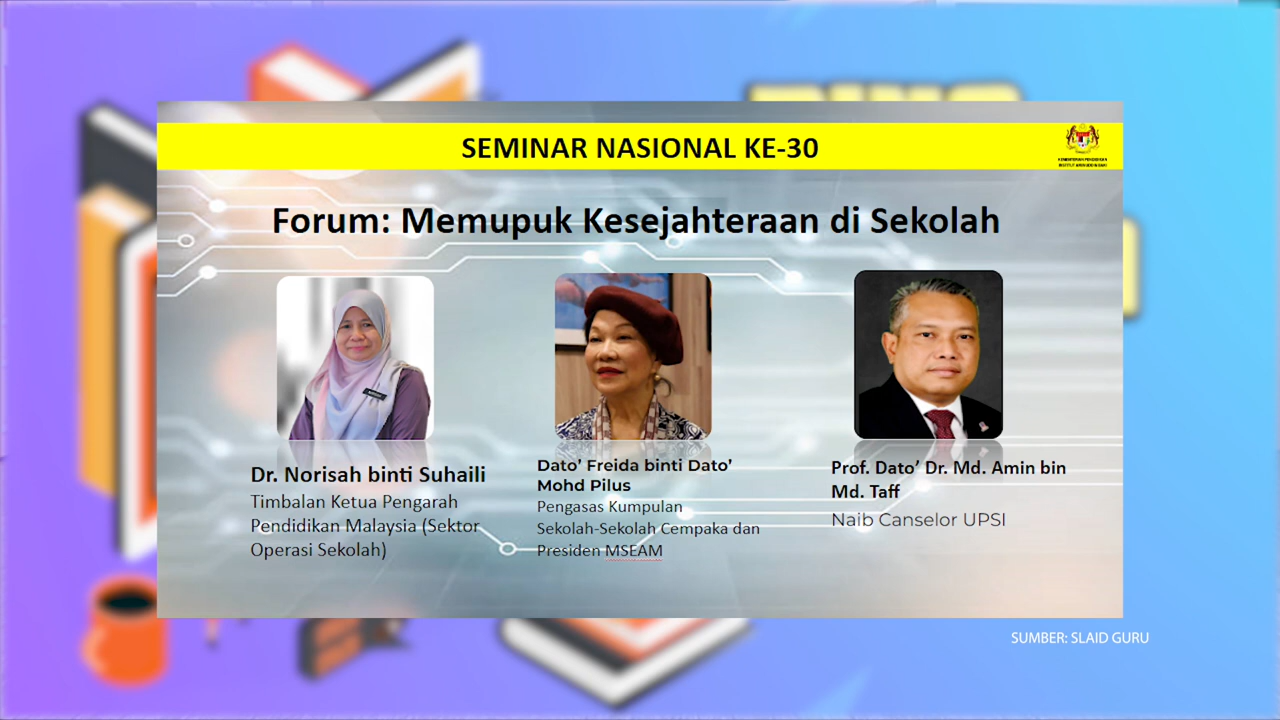 SEMINAR NASIONAL KE-30
KEMENTERIAN PENDIDIKAN
Forum: Memupuk Kesejahteraan di Sekolah
Dr. Norisah binti Suhaili
Timbalan Ketua Pengarah
Pendidikan Malaysia (Sektor
Operasi Sekolah)
Dato' Freida binti Dato'
Mohd Pilus
Pengasas Kumpulan
Sekolah-Sekolah Cempaka dan
Presiden MSEAM
Prof. Dato’ Dr. Md. Amin bin
Md. Taff
Naib Canselor UPSI
SUMBER: SLAID GURU